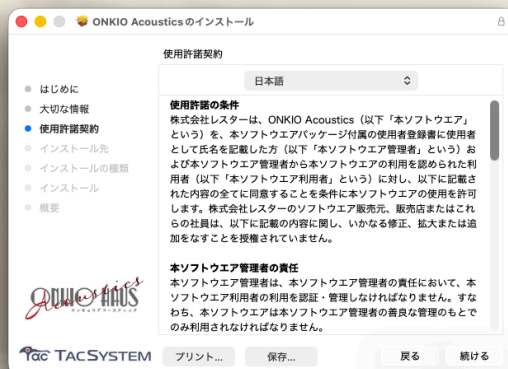 ONKIO Acousticsのインストール
使用許諾契約
はじめに
大切な情報
使用許諾契約
インストール先
インストールの種類
インストール
概要
日本語
使用許諾の条件
株式会社レスターは、ONKIO Acoustics（以下「本ソフトウエア」
という）を、本ソフトウエアパッケージ付属の使用者登録書に使用者
として氏名を記載した方（以下「本ソフトウエア管理者」という）お
よび本ソフトウエア管理者から本ソフトウエアの利用を認められた利
用者（以下「本ソフトウエア利用者」という）に対し、以下に記載さ
れた内容の全てに同意することを条件に本ソフトウエアの使用を許可
します。株式会社レスターのソフトウエア販売元、販売店またはこれ
らの社員は、以下に記載の内容に関し、いかなる修正、拡大または追
加をなすことを授権されていません。
本ソフトウエア管理者の責任
本ソフトウエア管理者は、本ソフトウエア管理者の責任において、本
ソフトウエア利用者の利用を認証・管理しなければなりません。すな
わち、本ソフトウエアは本ソフトウエア管理者の善良な管理のもとで
のみ利用されなければなりません。
ONKIO HAUS
Acoustics
オンキオアコースティック
Tac TACSYSTEM
プリント...
保存...
戻る
続ける